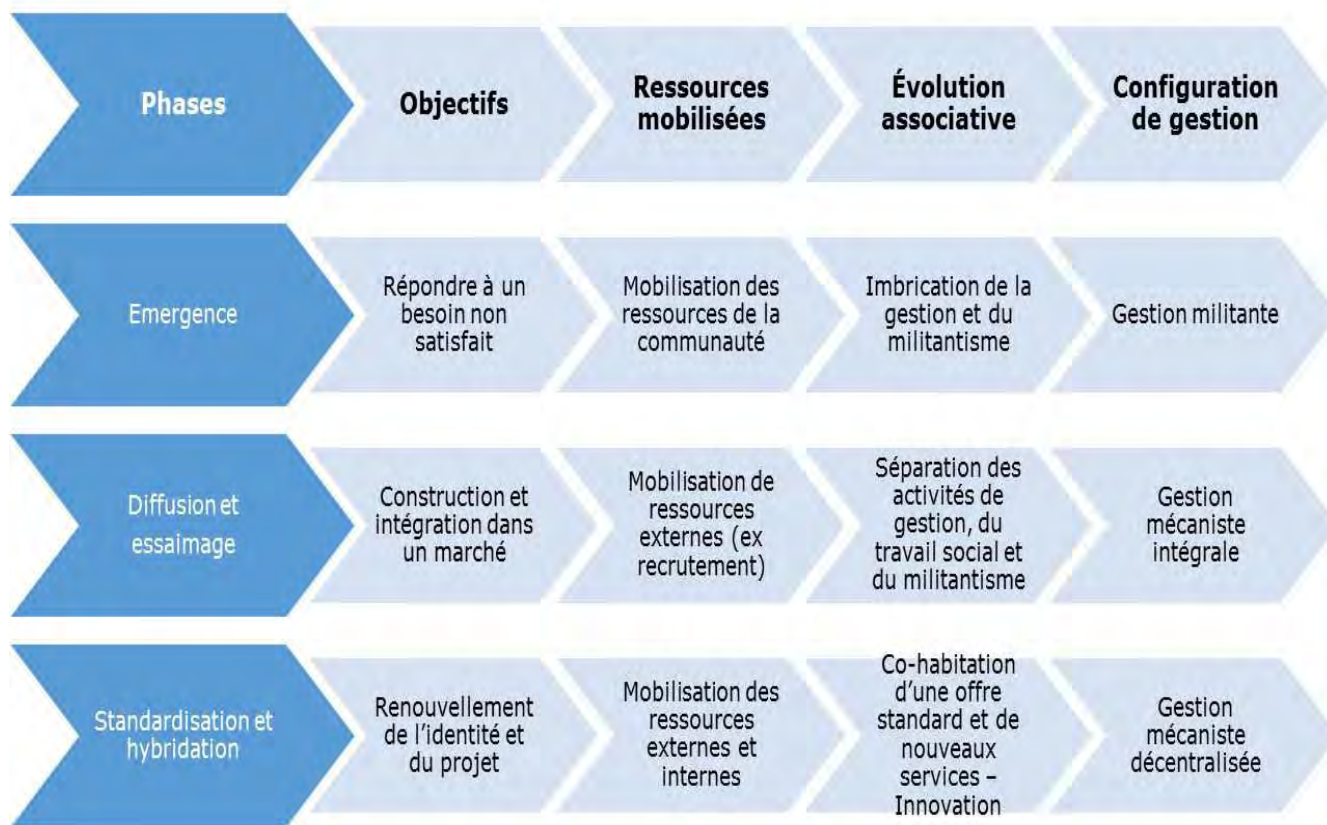 Phases
Objectifs
Ressources
mobilisées
Évolution
associative
Configuration
de gestion
Emergence
Répondre à un
besoin non
satisfait
Mobilisation des
ressources de la
communauté
Imbrication de la
gestion et du
militantisme
Gestion militante
Diffusion et
essaimage
Construction et
intégration dans
un marché
Mobilisation de
ressources
externes (ex
recrutement)
Séparation des
activités de
gestion, du
travail social et
du militantisme
Gestion
mécaniste
intégrale
Standardisation et
hybridation
Renouvellement
de l'identité et
du projet
Mobilisation des
ressources
externes et
internes
Co-habitation
d'une offre
standard et de
nouveaux
services –
Innovation
Gestion
mécaniste
décentralisée